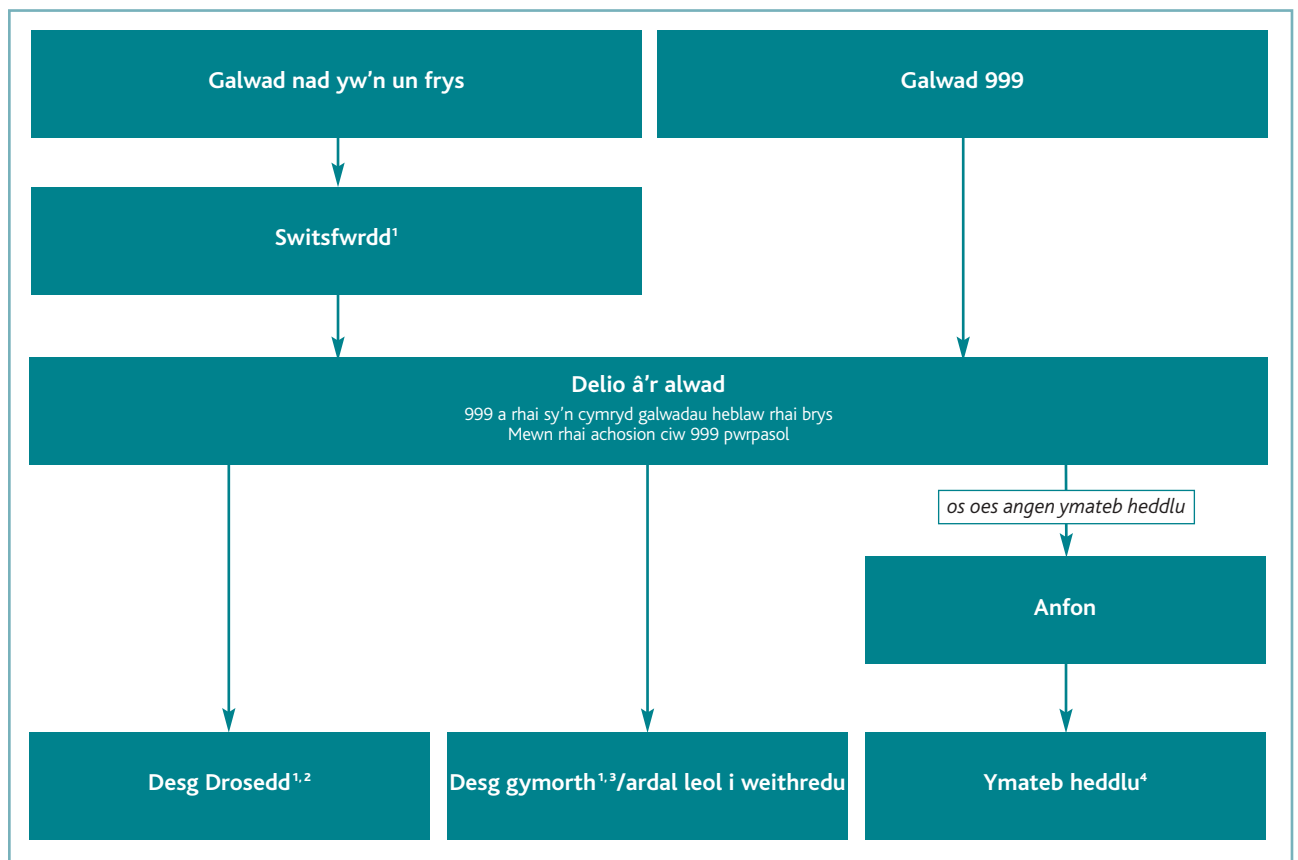 Galwad nad yw'n un frys
Galwad 999
Switsfwrdd¹
Delio â'r alwad
999 a rhai sy'n cymryd galwadau heblaw rhai brys
Mewn rhai achosion ciw 999 pwrpasol
os oes angen ymateb heddlu
Anfon
Desg Drosedd¹,²
Desg gymorth¹,³/ardal leol i weithredu
Ymateb heddlu⁴